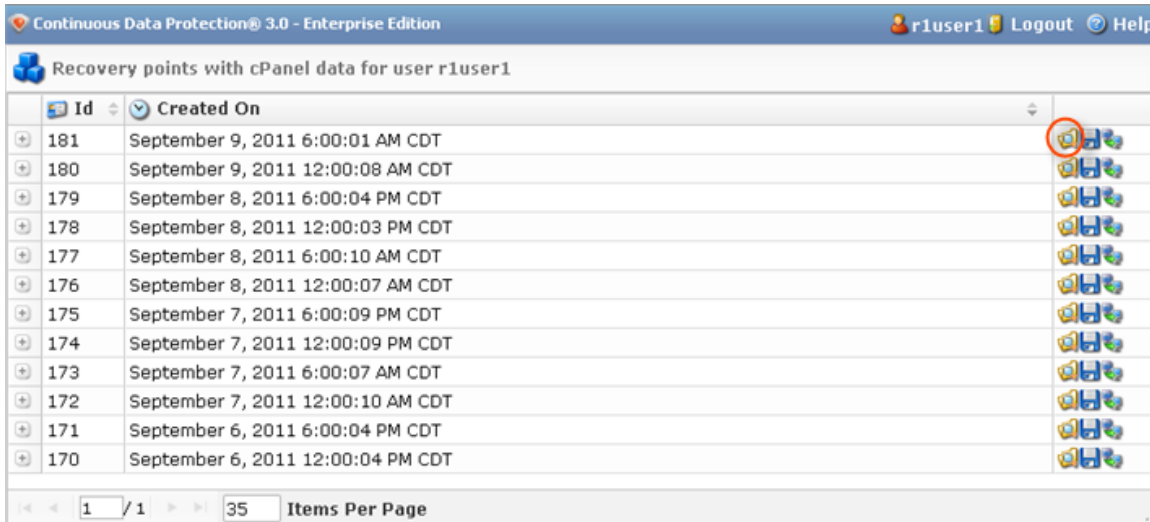 Continuous Data Protection® 3.0 - Enterprise Edition r1user1 Logout Help
Recovery points with cPanel data for user r1user1
Id Created On
181 September 9, 2011 6:00:01 AM CDT
180 September 9, 2011 12:00:08 AM CDT
179 September 8, 2011 6:00:04 PM CDT
178 September 8, 2011 12:00:03 PM CDT
177 September 8, 2011 6:00:10 AM CDT
176 September 8, 2011 12:00:07 AM CDT
175 September 7, 2011 6:00:09 PM CDT
174 September 7, 2011 12:00:09 PM CDT
173 September 7, 2011 6:00:07 AM CDT
172 September 7, 2011 12:00:10 AM CDT
171 September 6, 2011 6:00:04 PM CDT
170 September 6, 2011 12:00:04 PM CDT
1 / 1 35 Items Per Page